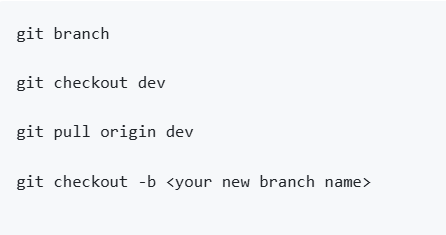 git branch
git checkout dev
git pull origin dev
git checkout -b <your new branch name>